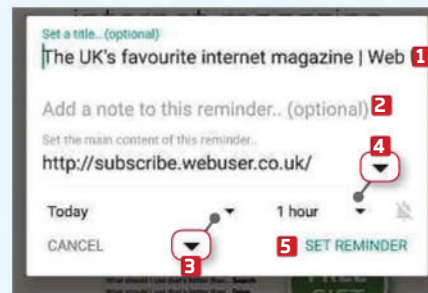 Set a title.. (optional)
The UK's favourite internet magazine | Web 1
Add a note to this reminder.. (optional) 2
Set the main content of this reminder..
4
http://subscribe.webuser.co.uk/
Today 1 hour
CANCEL 5 SET REMINDER
3